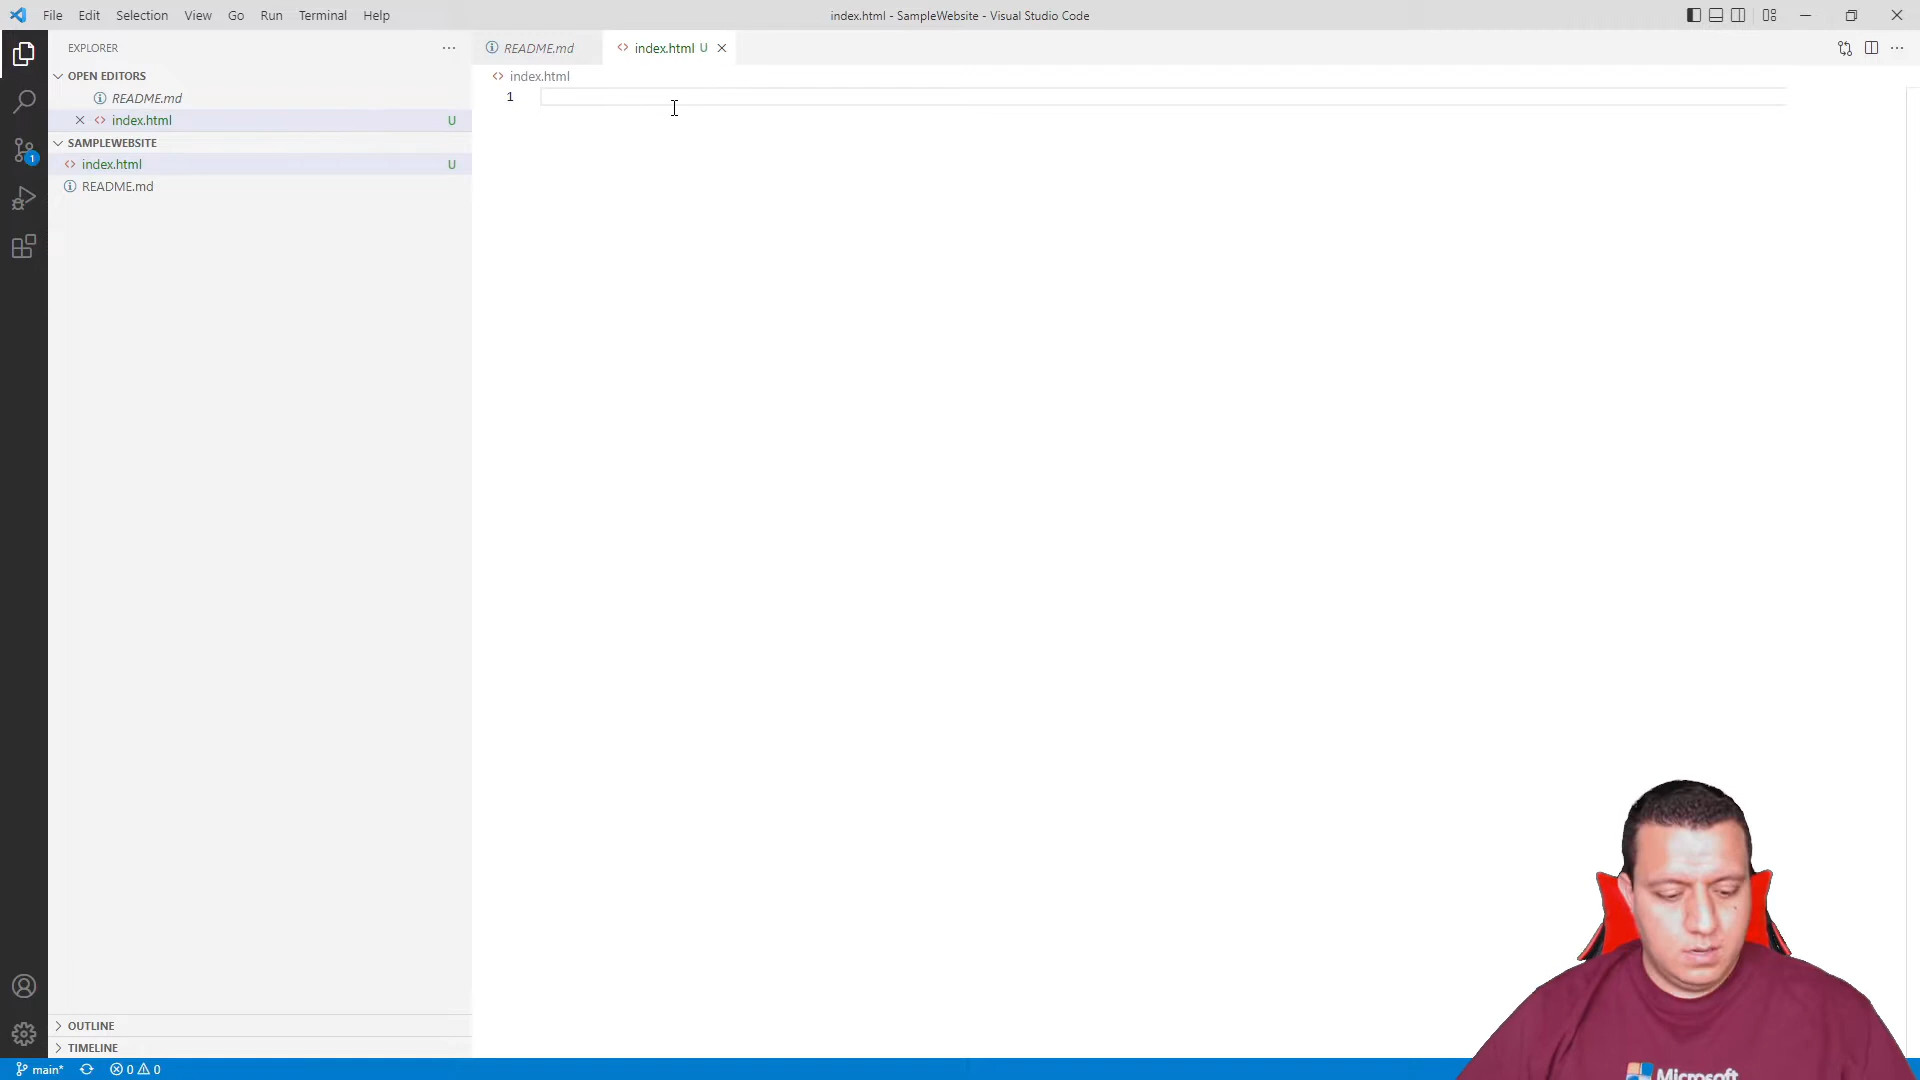 File Edit Selection View Go Run Terminal Help
index.html - SampleWebsite - Visual Studio Code
EXPLORER
README.md
index.html U
OPEN EDITORS
index.html
README.md
1
index.html U
SAMPLEWEBSITE
1
index.html U
README.md
OUTLINE
TIMELINE
main*
0 0
Microsoft